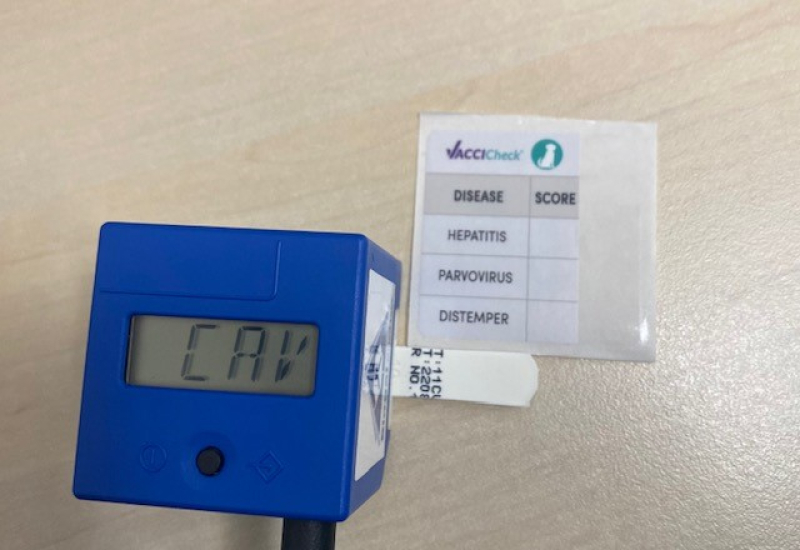 VACCICheck®
DISEASE SCORE
HEPATITIS
PARVOVIRUS
DISTEMPER
CAV